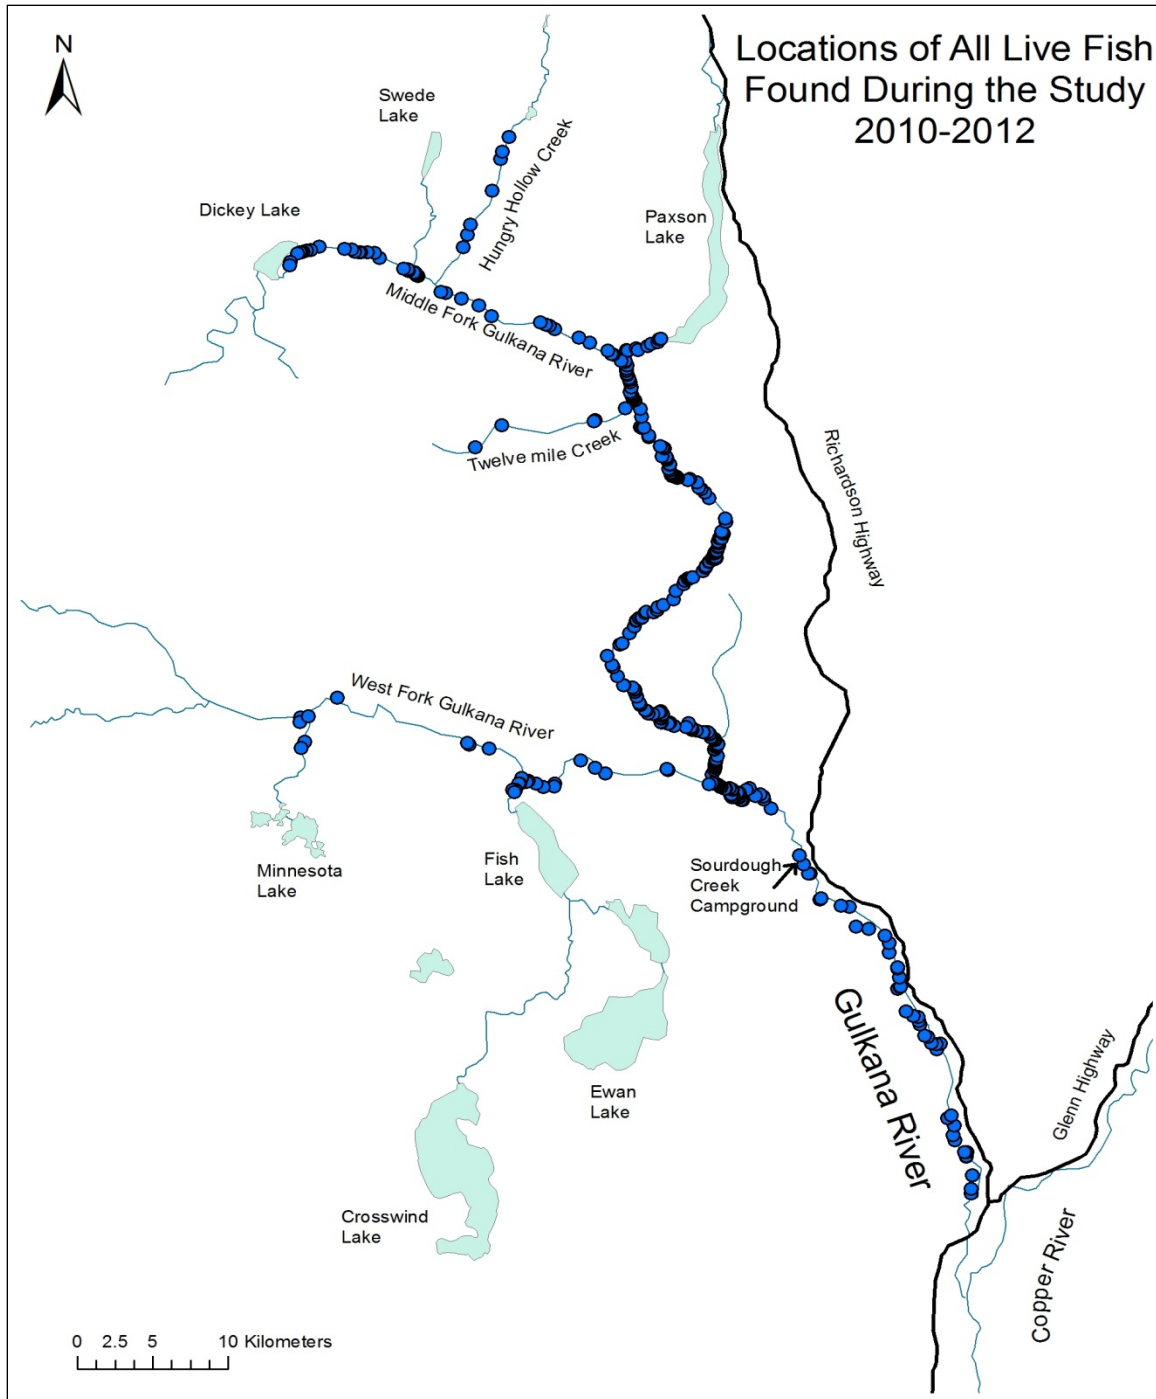 Locations of All Live Fish
Found During the Study
2010-2012
N
Swede
Lake
Hungry Hollow Creek
Dickey Lake
Paxson
Lake
Middle Fork Gulkana River
Twelve mile Creek
Richardson Highway
West Fork Gulkana River
Minnesota
Lake
Fish
Lake
Sourdough
Creek
Campground
Gulkana River
Ewan
Lake
Glenn Highway
Crosswind
Lake
Copper River
0 2.5 5 10 Kilometers